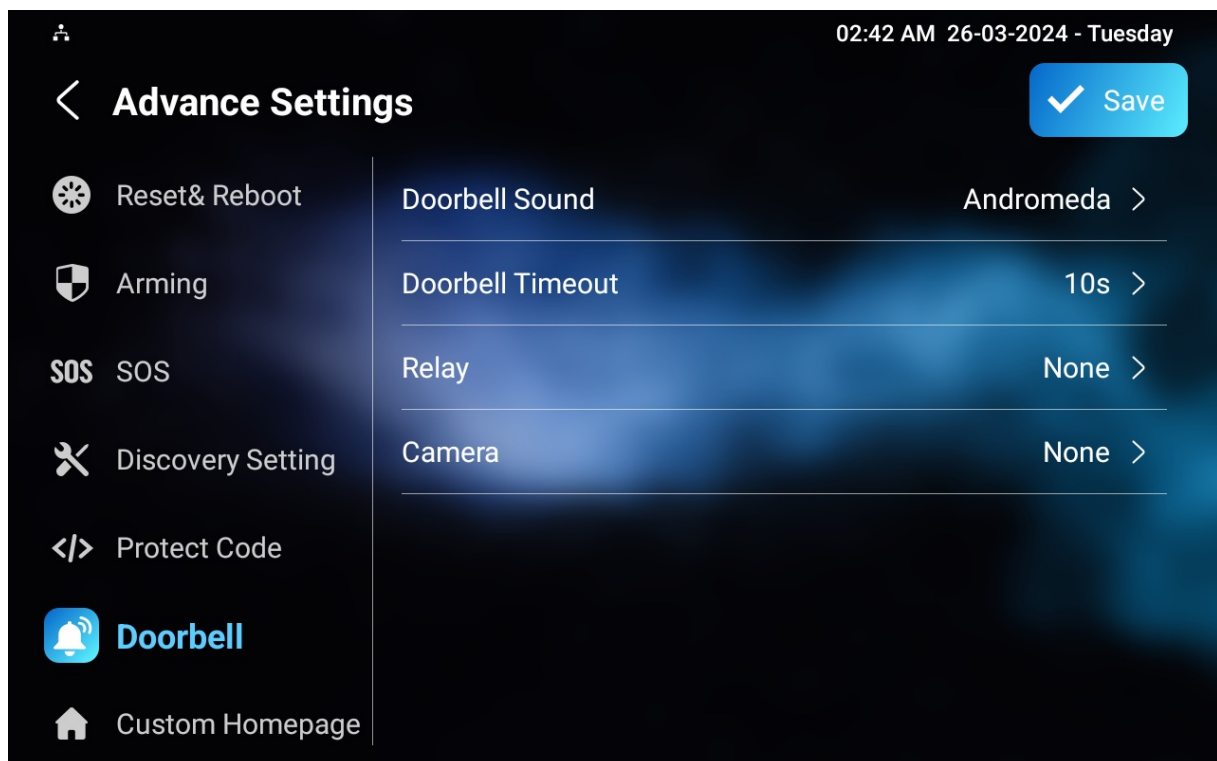 02:42 AM 26-03-2024 - Tuesday
Advance Settings
Save
Reset& Reboot
Arming
SOS SOS
Discovery Setting
</> Protect Code
Doorbell
Custom Homepage
Doorbell Sound Andromeda >
Doorbell Timeout 10s >
Relay None >
Camera None >